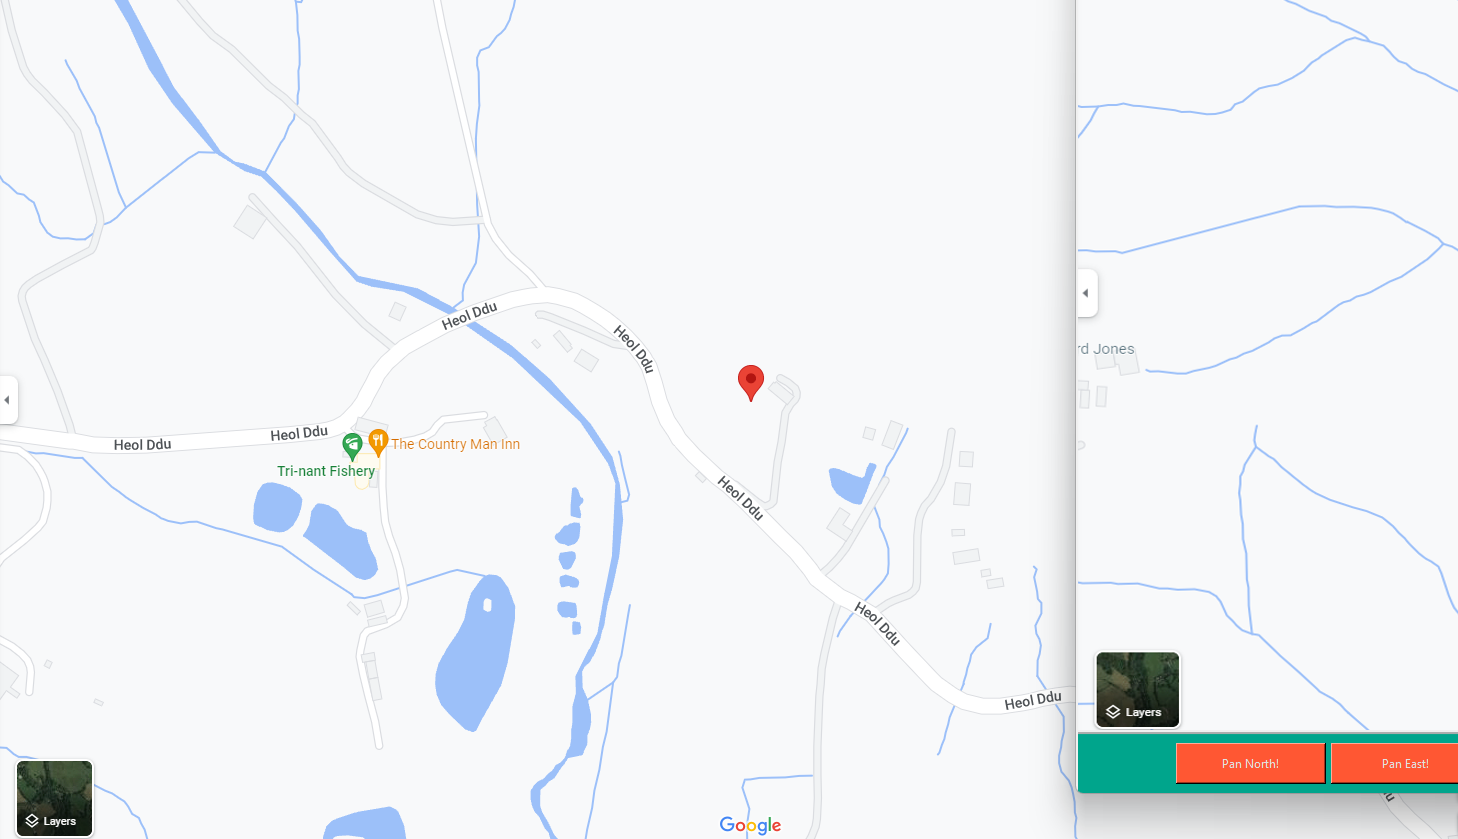 Heol Ddu
Heol Ddu
Heol Ddu
Heol Ddu
The Country Man Inn
Tri-nant Fishery
Heol Ddu
Heol Ddu
Heol Ddu
rd Jones
Layers
Pan North!
Pan East!
Layers
Google